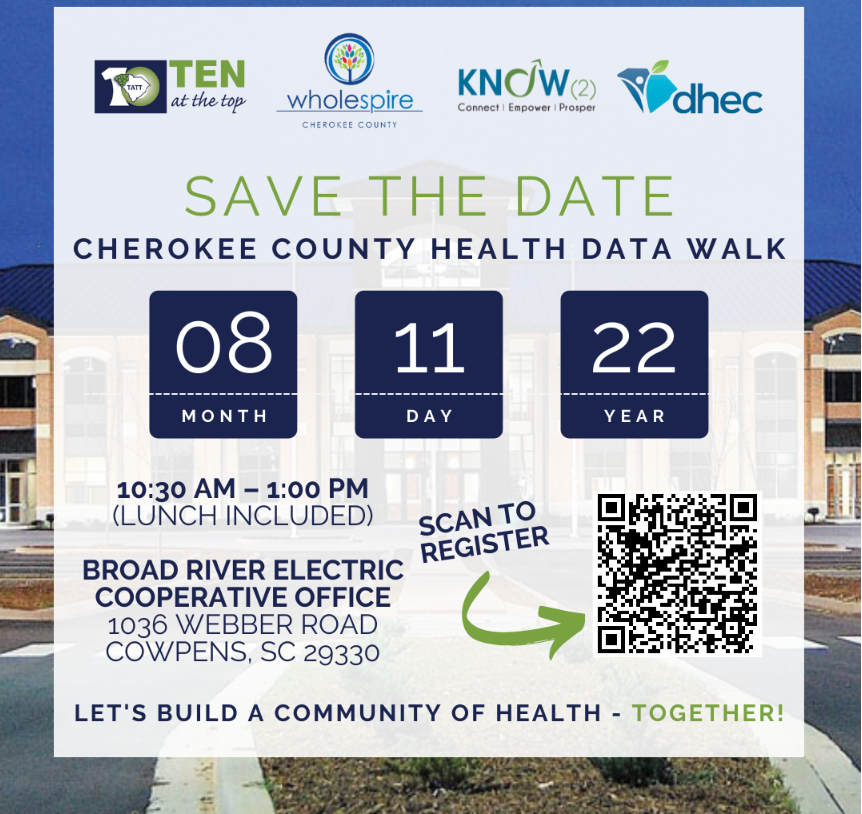 TATT
TEN
at the top
wholespire
CHEROKEE COUNTY
KNOW(2)
Connect | Empower | Prosper
dhec
SAVE THE DATE
CHEROKEE COUNTY HEALTH DATA WALK
08
MONTH
11
DAY
22
YEAR
10:30 AM – 1:00 PM
(LUNCH INCLUDED)
BROAD RIVER ELECTRIC
COOPERATIVE OFFICE
1036 WEBBER ROAD
COWPENS, SC 29330
SCAN TO
REGISTER
LET'S BUILD A COMMUNITY OF HEALTH - TOGETHER!